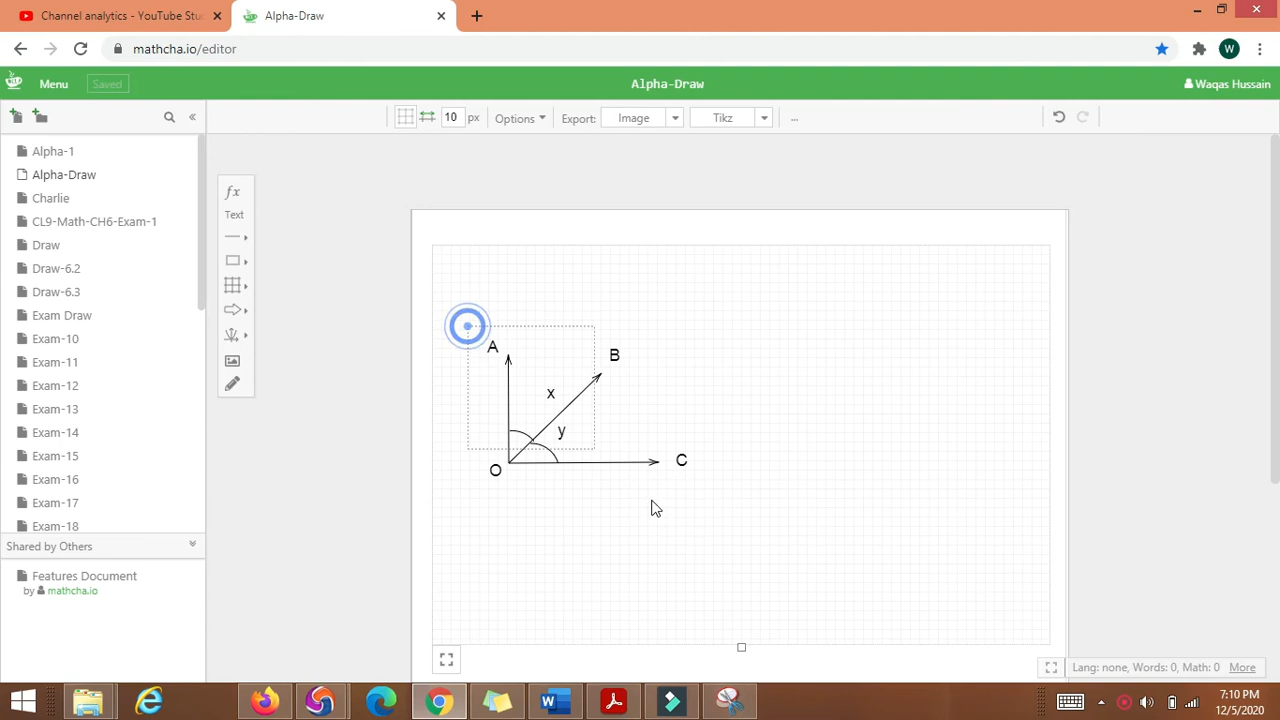 Channel analytics - YouTube Stu
Alpha-Draw
mathcha.io/editor
W
Menu
Saved
Alpha-Draw
Waqas Hussain
10 px
Options
Export:
Image
Tikz
...
Alpha-1
Alpha-Draw
Charlie
CL9-Math-CH6-Exam-1
Draw
Draw-6.2
Draw-6.3
Exam Draw
Exam-10
Exam-11
Exam-12
Exam-13
Exam-14
Exam-15
Exam-16
Exam-17
Exam-18
Shared by Others
Features Document
by mathcha.io
fx
Text
A
B
x
y
O
C
Lang: none, Words: 0, Math: 0 More
7:10 PM
12/5/2020